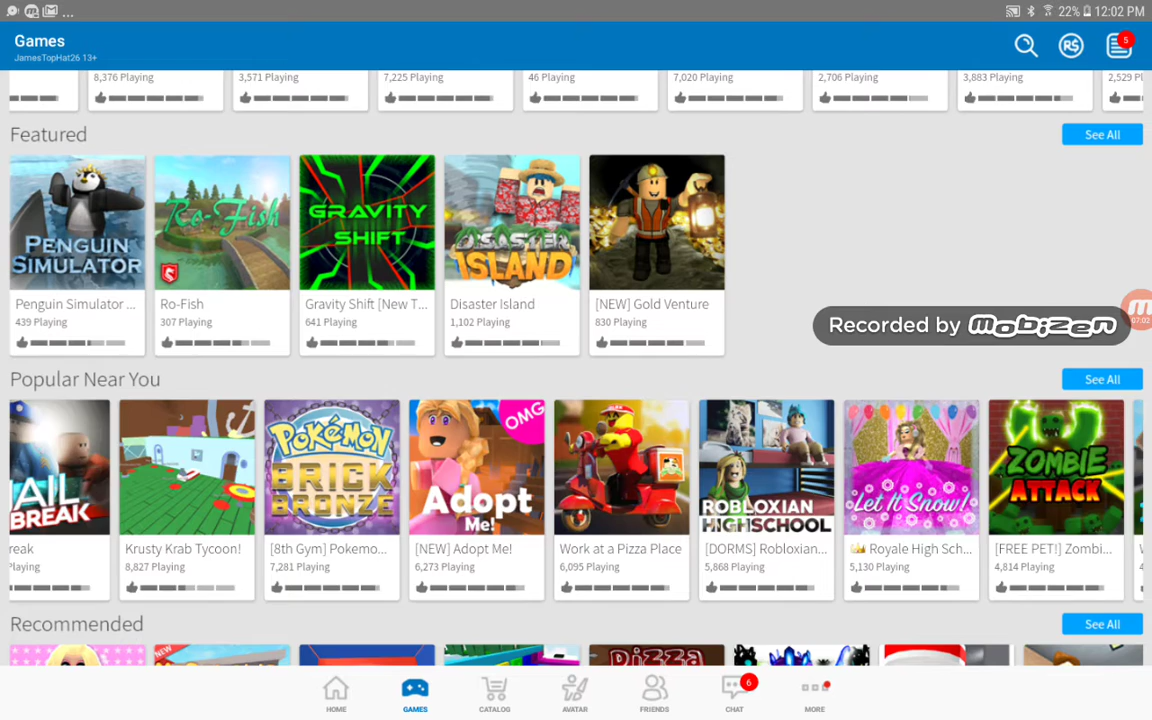 ... 22% 12:02 PM
Games
JamesTopHat26 13+
R$
5
8,376 Playing
3,571 Playing
7,225 Playing
46 Playing
7,020 Playing
2,706 Playing
3,883 Playing
2,529 Pl
Featured
See All
PENGUIN
SIMULATOR
Ro-Fish
GRAVITY
SHIFT
DISASTER
ISLAND
Penguin Simulator ...
Ro-Fish
Gravity Shift [New T...
Disaster Island
[NEW] Gold Venture
439 Playing
307 Playing
641 Playing
1,102 Playing
830 Playing
Recorded by mobizen
07:02
Popular Near You
See All
AIL
BREAK
POKéMON
BRICK
BRONZE
OMG
Adopt
Me!
ROBLOXIAN
HIGHSCHOOL
Let It Snow!
ZOMBIE
ATTACK
reak
Krusty Krab Tycoon!
[8th Gym] Pokemo...
[NEW] Adopt Me!
Work at a Pizza Place
[DORMS] Robloxian...
Royale High Sch...
[FREE PET!] Zombi...
laying
8,827 Playing
7,281 Playing
6,273 Playing
6,095 Playing
5,868 Playing
5,130 Playing
4,814 Playing
Recommended
See All
NEW
Pizza
HOME
GAMES
CATALOG
AVATAR
FRIENDS
6
CHAT
MORE